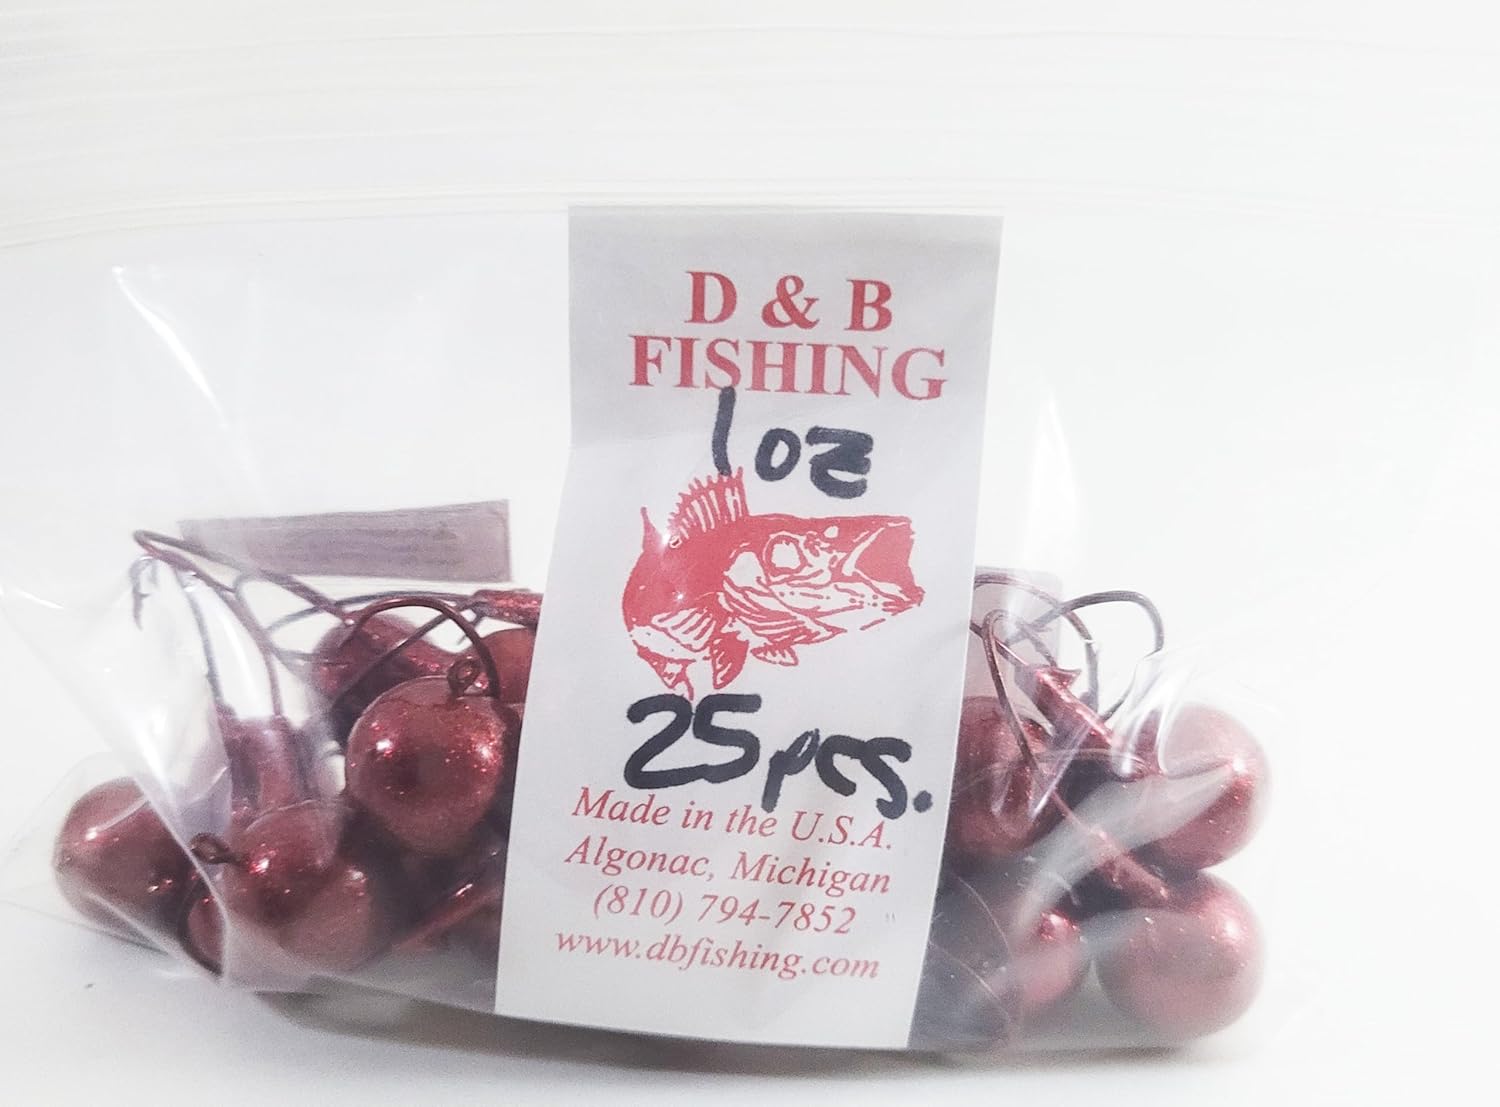 D & B
FISHING
1oz
25pcs.
Made in the U.S.A.
Algonac, Michigan
(810) 794-7852
www.dbfishing.com